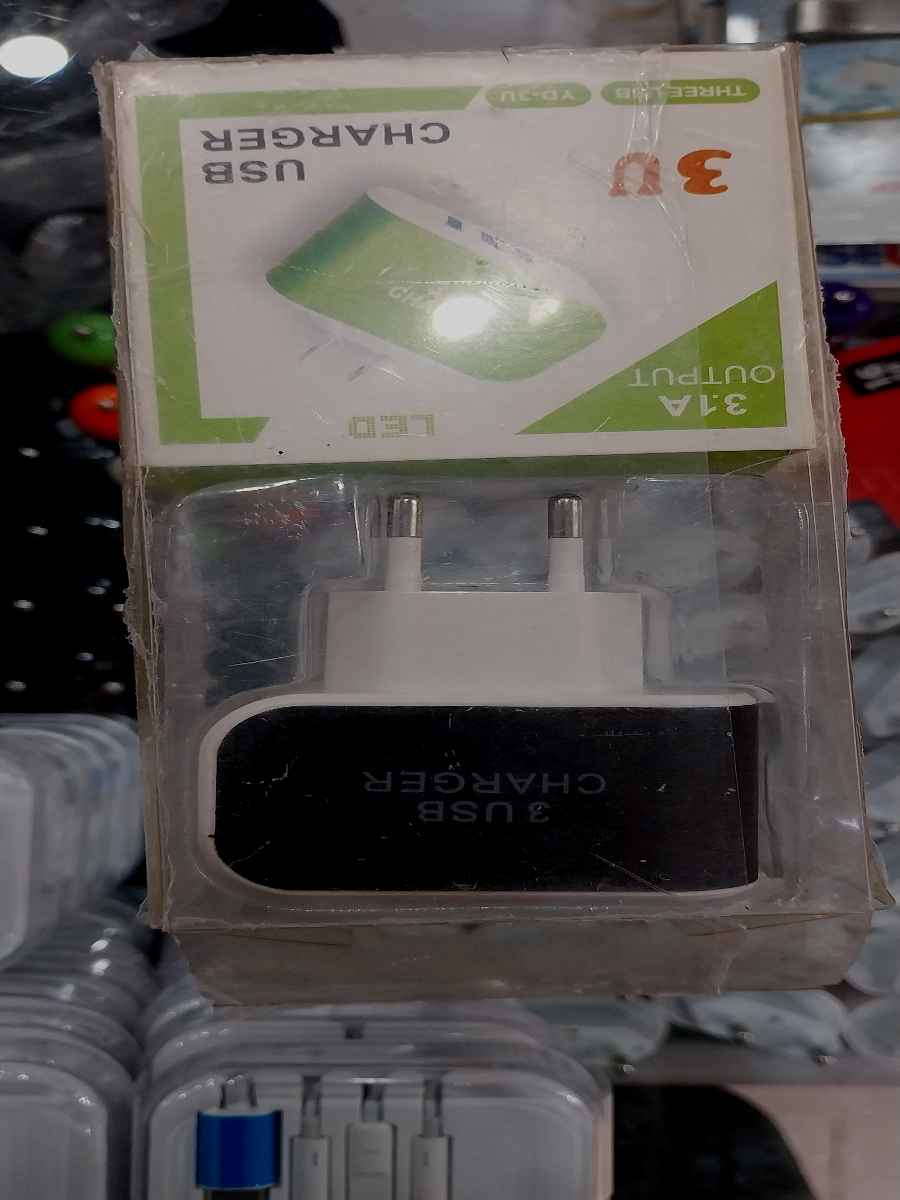 3.1A
OUTPUT
LED
3U
USB
CHARGER
THREE USB
YD-3U
3 USB
CHARGER